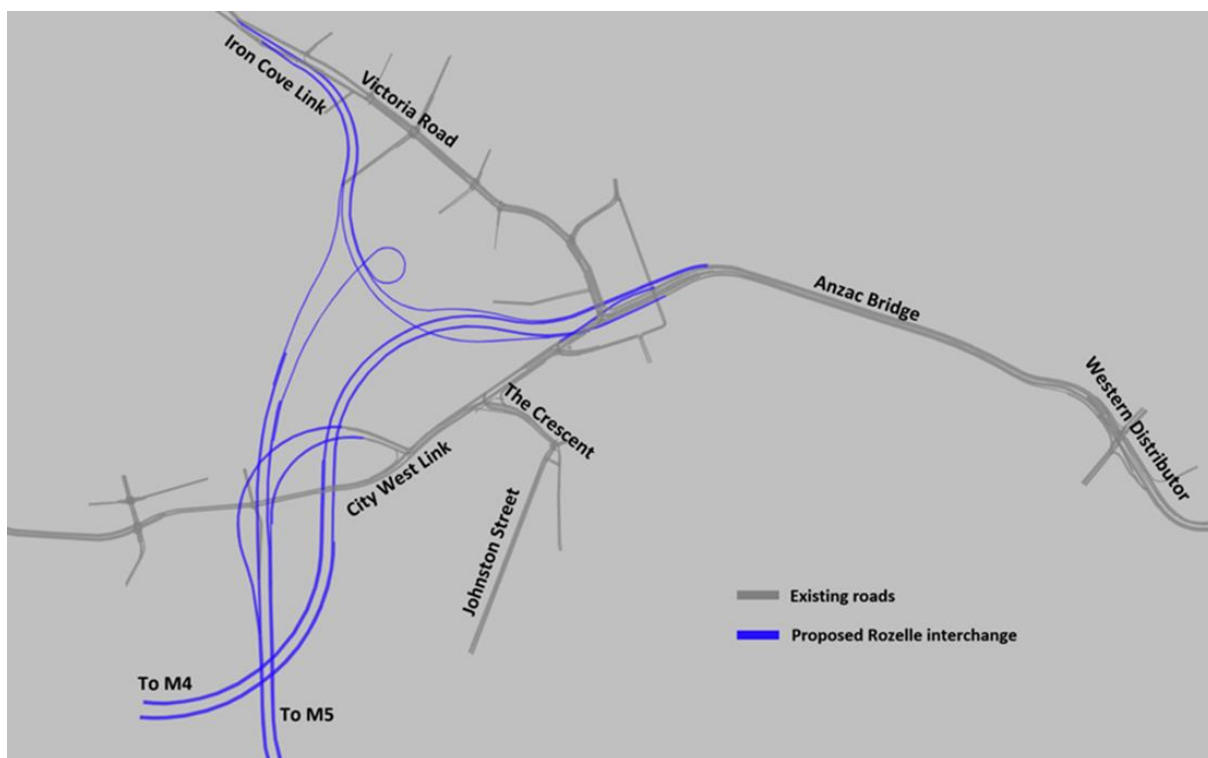 Iron Cove Link
Victoria Road
Anzac Bridge
Western Distributor
The Crescent
City West Link
Johnston Street
Existing roads
Proposed Rozelle interchange
To M4
To M5